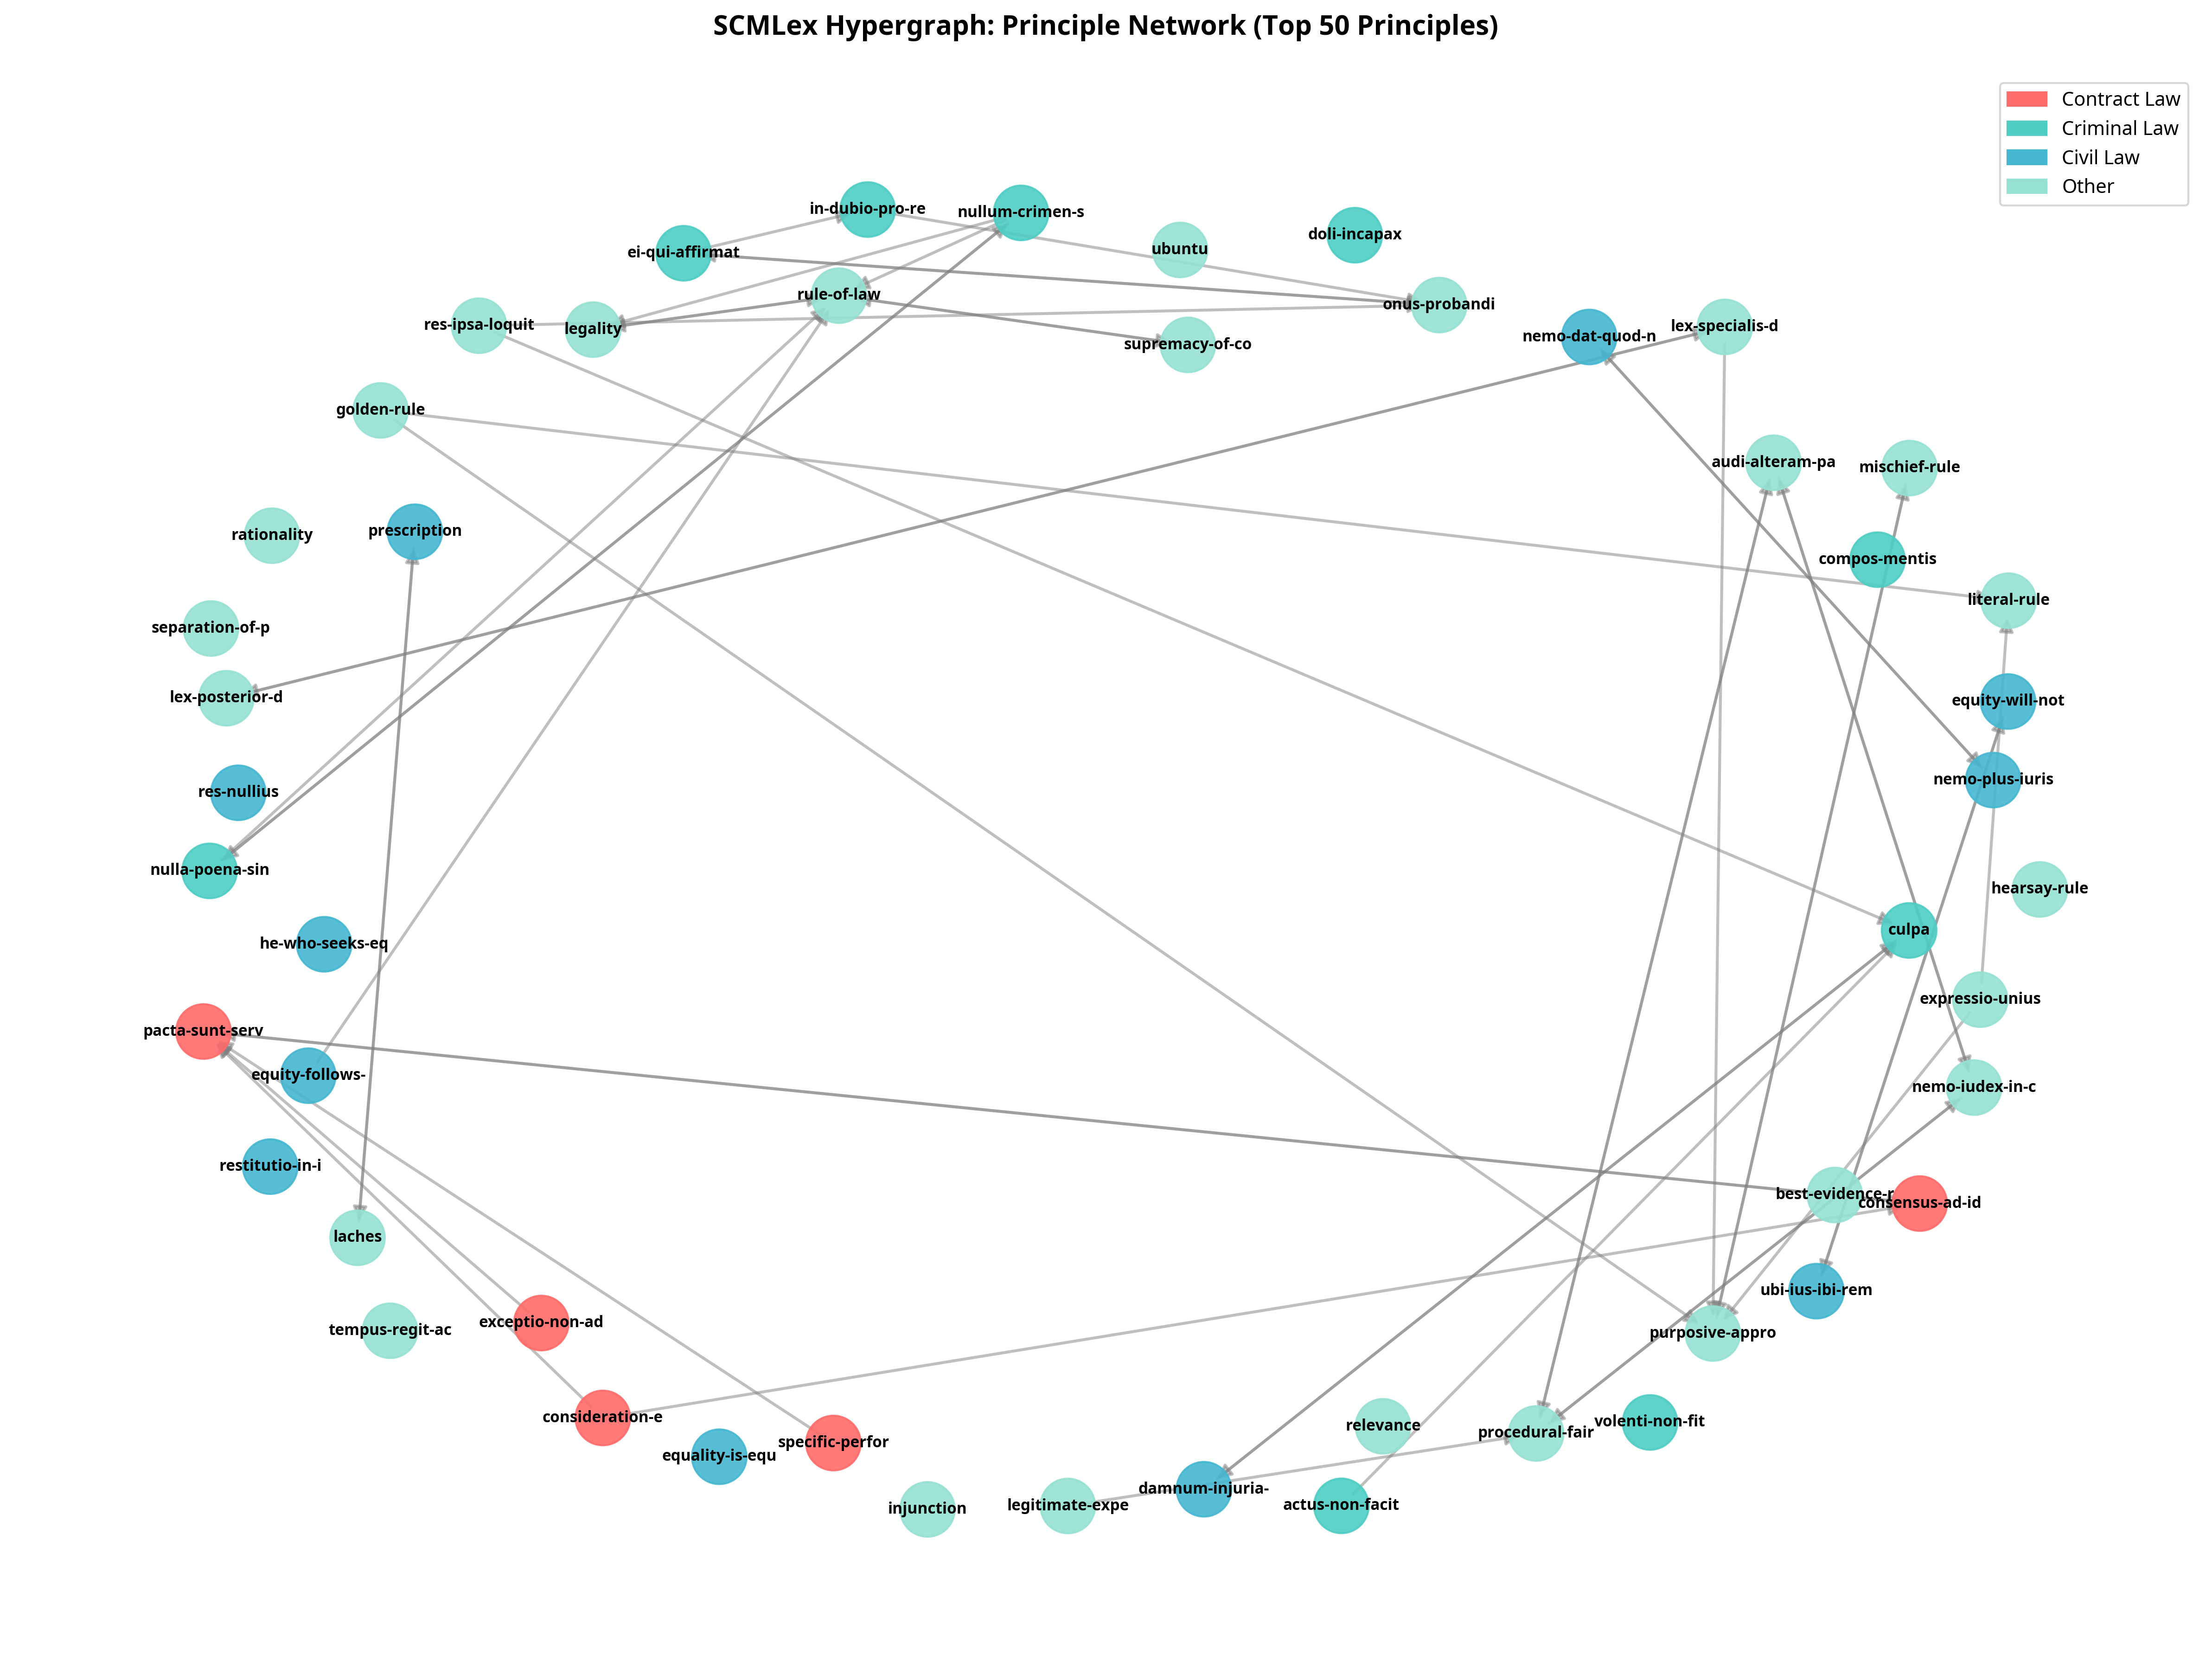 SCMLex Hypergraph: Principle Network (Top 50 Principles)
Contract Law
Criminal Law
Civil Law
Other
in-dubio-pro-re
nullum-crimen-s
doli-incapax
ei-qui-affirmat
ubuntu
rule-of-law
onus-probandi
res-ipsa-loquit
legality
supremacy-of-co
nemo-dat-quod-n
lex-specialis-d
golden-rule
audi-alteram-pa
mischief-rule
rationality
prescription
compos-mentis
literal-rule
separation-of-p
lex-posterior-d
equity-will-not
res-nullius
nemo-plus-iuris
nulla-poena-sin
hearsay-rule
he-who-seeks-eq
culpa
expressio-unius
pacta-sunt-serv
equity-follows-
nemo-iudex-in-c
restitutio-in-i
best-evidence-r
consensus-ad-id
laches
ubi-ius-ibi-rem
tempus-regit-ac
exceptio-non-ad
purposive-appro
consideration-e
relevance
procedural-fair
volenti-non-fit
equality-is-equ
specific-perfor
injunction
legitimate-expe
damnum-injuria-
actus-non-facit